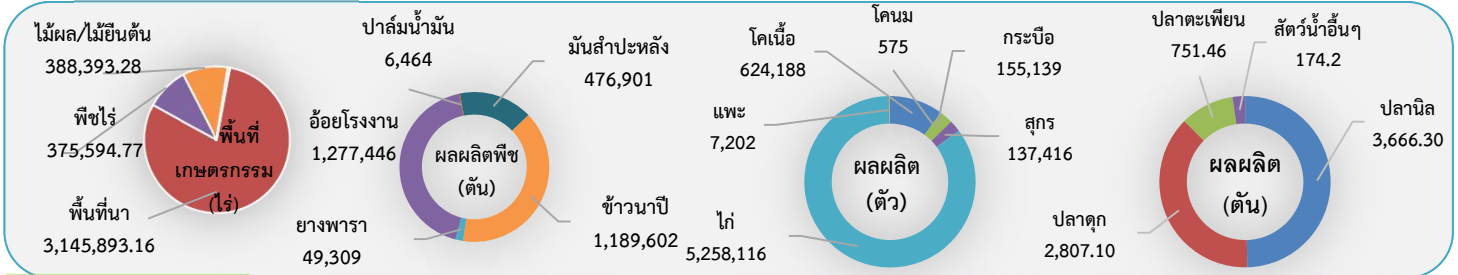 ไม้ผล/ไม้ยืนต้น
388,393.28
พืชไร่
375,594.77
พื้นที่นา
3,145,893.16
พื้นที่
เกษตรกรรม
(ไร่)
ปาล์มน้ำมัน
6,464
มันสำปะหลัง
476,901
อ้อยโรงงาน
1,277,446
ผลผลิตพืช
(ตัน)
ยางพารา
49,309
ข้าวนาปี
1,189,602
โคเนื้อ
624,188
โคนม
575
กระบือ
155,139
แพะ
7,202
สุกร
137,416
ผลผลิต
(ตัว)
ไก่
5,258,116
ปลาตะเพียน
751.46
สัตว์น้ำอื่นๆ
174.2
ปลานิล
3,666.30
ผลผลิต
(ตัน)
ปลาดุก
2,807.10